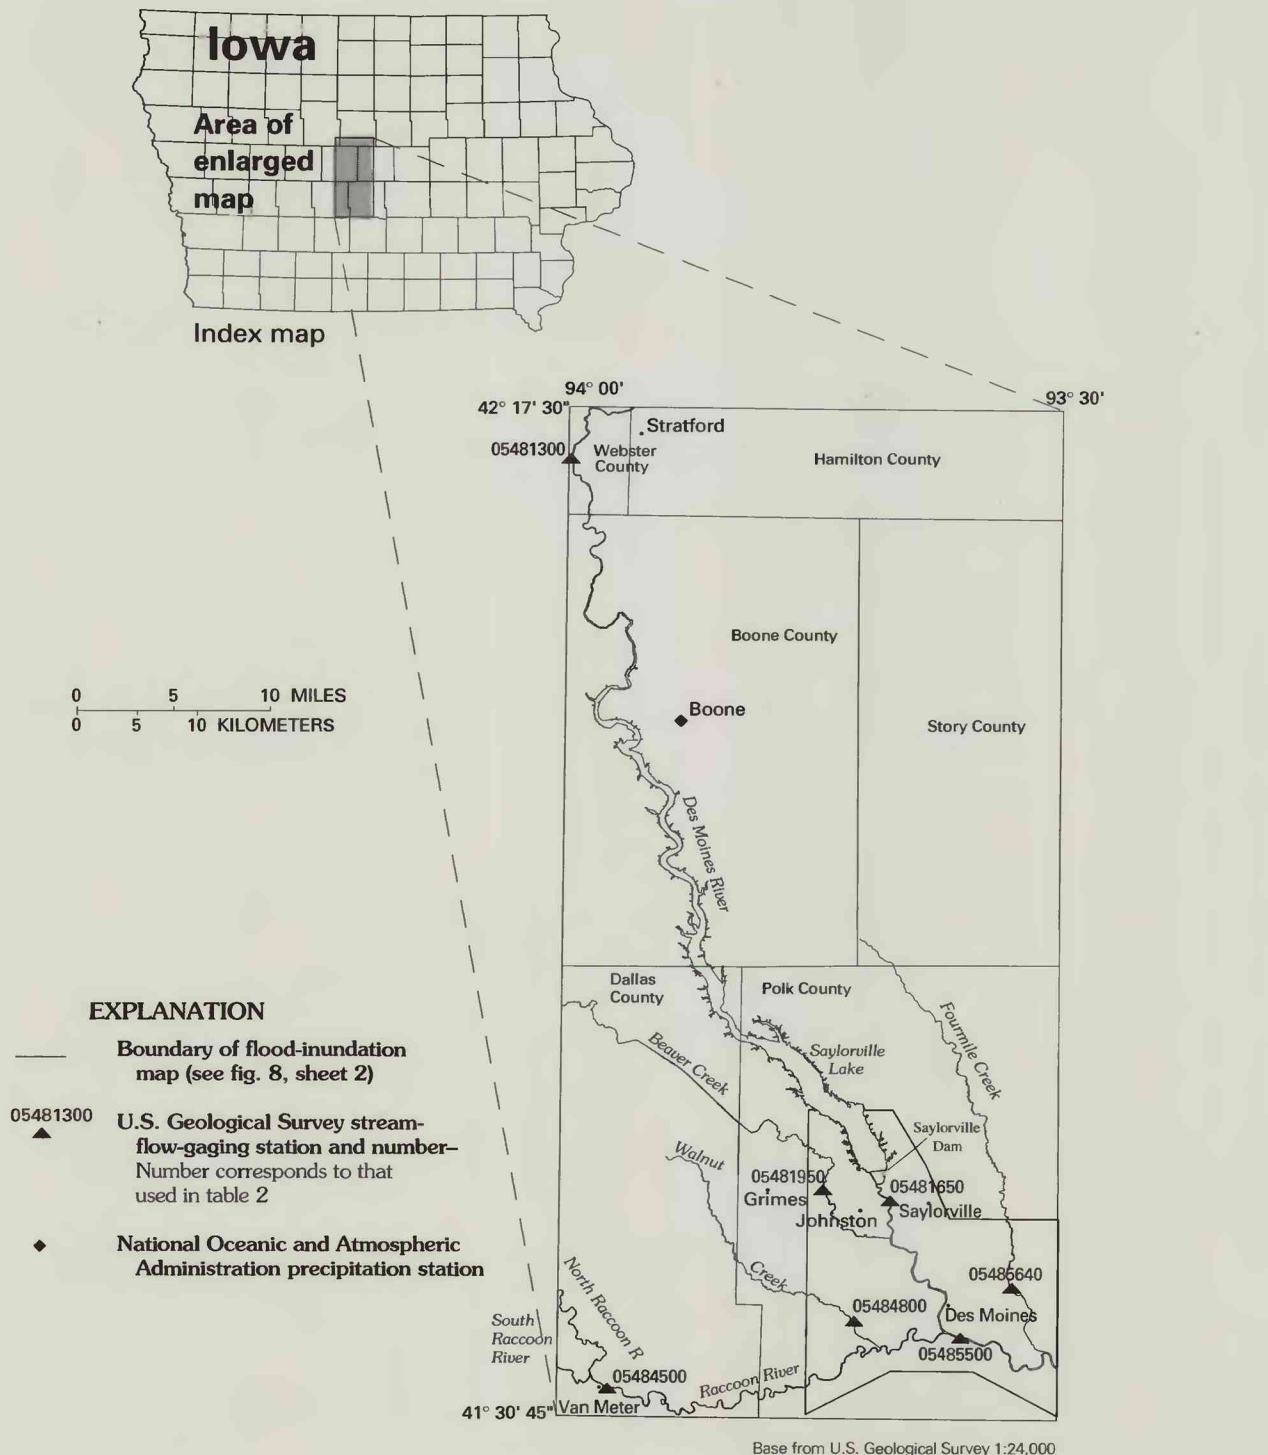 Iowa
Area of
enlarged
map
Index map
94° 00'
93° 30'
42° 17' 30"
Stratford
05481300
Webster
County
Hamilton County
Boone County
0 5 10 MILES
0 5 10 KILOMETERS
Boone
Story County
Des Moines River
Dallas
County
Polk County
EXPLANATION
Boundary of flood-inundation
map (see fig. 8, sheet 2)
05481300
U.S. Geological Survey stream-
flow-gaging station and number–
Number corresponds to that
used in table 2
National Oceanic and Atmospheric
Administration precipitation station
Beaver Creek
Saylorville
Lake
Fourmile Creek
Saylorville
Dam
Walnut
Creek
05481950
Grimes
05481650
Saylorville
Johnston
05485640
05484800
Des Moines
05485500
North Raccoon R
South
Raccoon
River
05484500
Raccoon River
Van Meter
41° 30' 45"
Base from U.S. Geological Survey 1:24,000